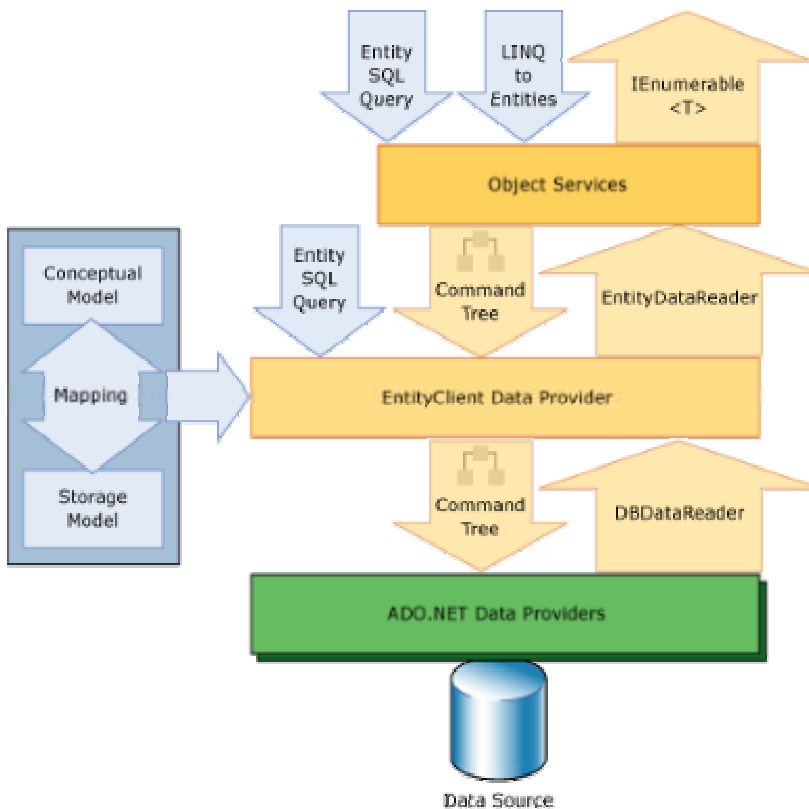 Entity
SQL
Query
LINQ
to
Entities
IEnumerable
<T>
Object Services
Conceptual
Model
Mapping
Storage
Model
Entity
SQL
Query
Command
Tree
EntityDataReader
EntityClient Data Provider
Command
Tree
DBDataReader
ADO.NET Data Providers
Data Source